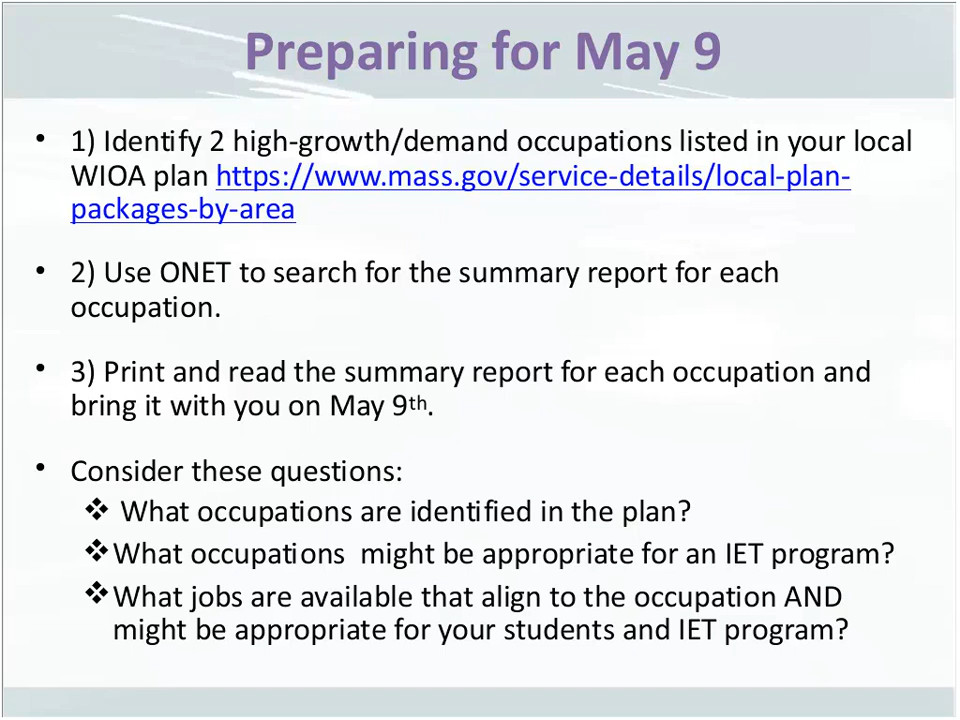 Preparing for May 9
• 1) Identify 2 high-growth/demand occupations listed in your local
WIOA plan https://www.mass.gov/service-details/local-plan-
packages-by-area
• 2) Use ONET to search for the summary report for each
occupation.
• 3) Print and read the summary report for each occupation and
bring it with you on May 9th.
• Consider these questions:
❖ What occupations are identified in the plan?
❖What occupations  might be appropriate for an IET program?
❖What jobs are available that align to the occupation AND
might be appropriate for your students and IET program?